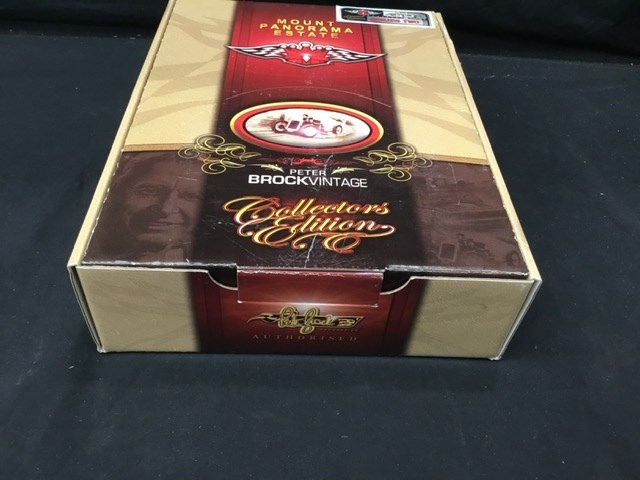 MOUNT
PANORAMA
ESTATE
PETER
BROCKVINTAGE
Collectors
Edition
AUTHORISED